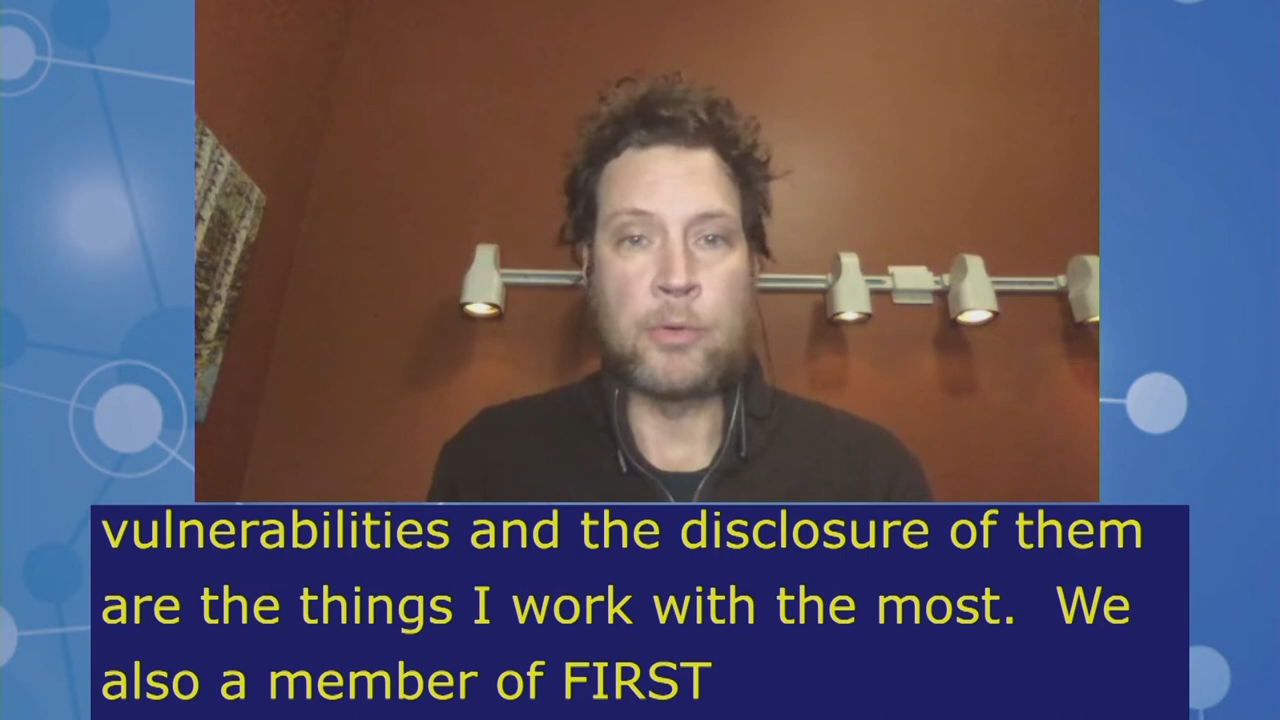 vulnerabilities and the disclosure of them
are the things I work with the most.  We
also a member of FIRST